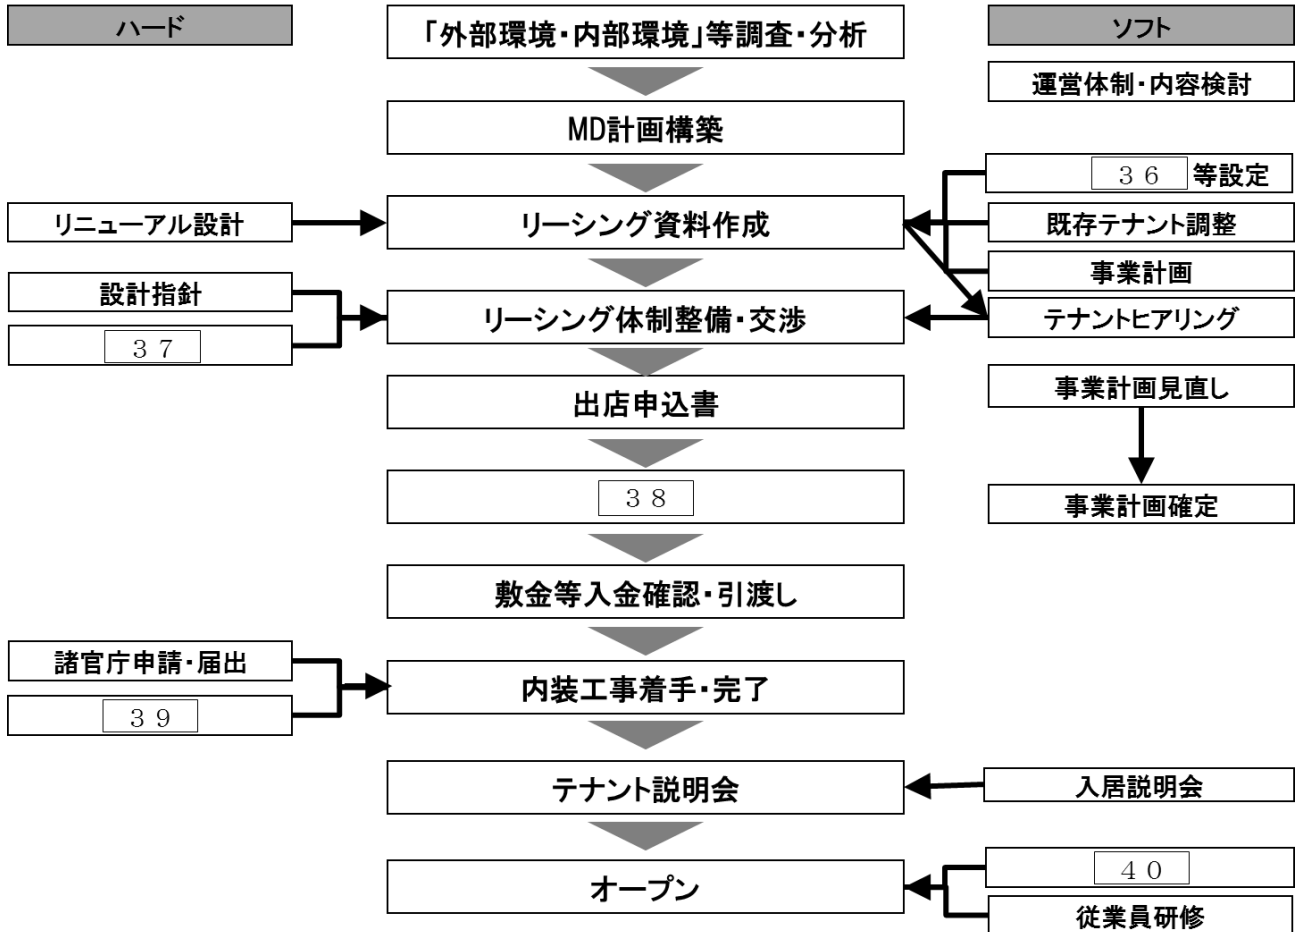 ハード
「外部環境・内部環境」等調査・分析
ソフト
運営体制・内容検討
MD計画構築
３６ 等設定
リニューアル設計
リーシング資料作成
既存テナント調整
事業計画
設計指針
リーシング体制整備・交渉
テナントヒアリング
３７
事業計画見直し
出店申込書
３８
事業計画確定
敷金等入金確認・引渡し
諸官庁申請・届出
内装工事着手・完了
３９
テナント説明会
入居説明会
４０
オープン
従業員研修